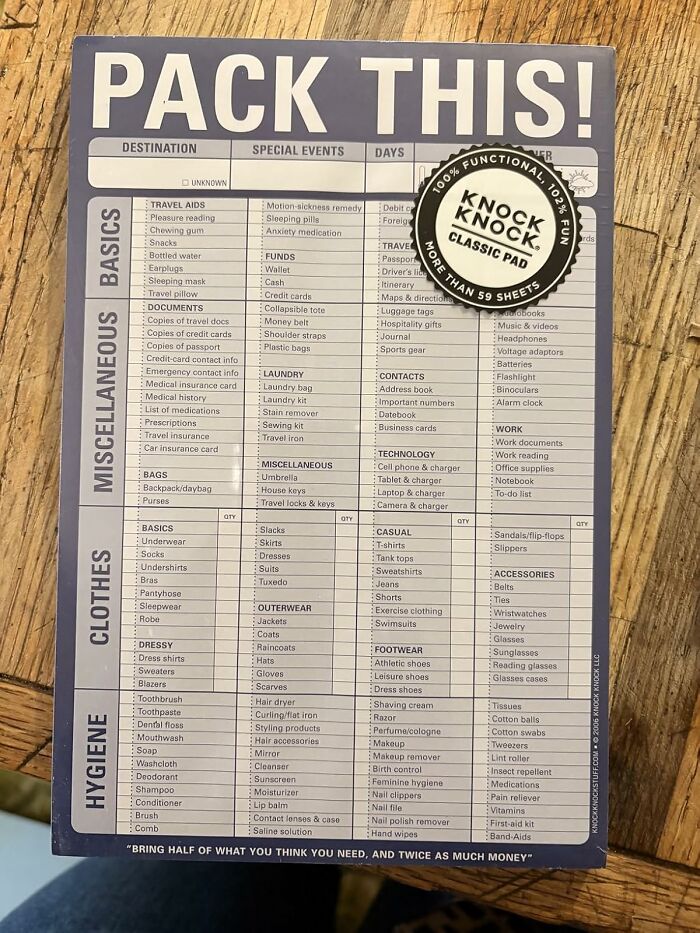 PACK THIS!
DESTINATION
SPECIAL EVENTS
DAYS
UNKNOWN
100% FUNCTIONAL, 102% FUN
KNOCK
KNOCK®
CLASSIC PAD
MORE THAN 59 SHEETS
BASICS
TRAVEL AIDS
Pleasure reading
Chewing gum
Snacks
Bottled water
Earplugs
Sleeping mask
Travel pillow
Motion-sickness remedy
Sleeping pills
Anxiety medication
FUNDS
Wallet
Cash
Credit cards
Debit
Passport
Itinerary
Maps & directions
MISCELLANEOUS
DOCUMENTS
Copies of travel docs
Copies of credit cards
Copies of passport
Credit-card contact info
Emergency contact info
Medical insurance card
Medical history
List of medications
Prescriptions
Travel insurance
Car insurance card
BAGS
Backpack/daybag
Purses
Collapsible tote
Money belt
Shoulder straps
Plastic bags
LAUNDRY
Laundry bag
Laundry kit
Stain remover
Sewing kit
Travel iron
MISCELLANEOUS
Umbrella
House keys
Travel locks & keys
Luggage tags
Hospitality gifts
Journal
Sports gear
CONTACTS
Address book
Important numbers
Datebook
Business cards
TECHNOLOGY
Cell phone & charger
Tablet & charger
Laptop & charger
Camera & charger
Audiobooks
Music & videos
Headphones
Voltage adaptors
Batteries
Flashlight
Binoculars
Alarm clock
WORK
Work documents
Work reading
Office supplies
Notebook
To-do list
CLOTHES
QTY
BASICS
Underwear
Socks
Undershirts
Bras
Pantyhose
Sleepwear
Robe
DRESSY
Dress shirts
Sweaters
Blazers
QTY
Slacks
Skirts
Dresses
Suits
Tuxedo
OUTERWEAR
Jackets
Coats
Raincoats
Hats
Gloves
Scarves
QTY
CASUAL
T-shirts
Tank tops
Sweatshirts
Jeans
Shorts
Exercise clothing
Swimsuits
FOOTWEAR
Athletic shoes
Leisure shoes
Dress shoes
QTY
Sandals/flip-flops
Slippers
ACCESSORIES
Belts
Ties
Wristwatches
Jewelry
Glasses
Sunglasses
Reading glasses
Glasses cases
HYGIENE
Toothbrush
Toothpaste
Dental floss
Mouthwash
Soap
Washcloth
Deodorant
Shampoo
Conditioner
Brush
Comb
Hair dryer
Curling/flat iron
Styling products
Hair accessories
Mirror
Cleanser
Sunscreen
Moisturizer
Lip balm
Contact lenses & case
Saline solution
Shaving cream
Razor
Perfume/cologne
Makeup
Makeup remover
Birth control
Feminine hygiene
Nail clippers
Nail file
Nail polish remover
Hand wipes
Tissues
Cotton balls
Cotton swabs
Tweezers
Lint roller
Insect repellent
Medications
Pain reliever
Vitamins
First-aid kit
Band-Aids
KNOCKKNOCKSTUFF.COM • © 2006 KNOCK KNOCK LLC
"BRING HALF OF WHAT YOU THINK YOU NEED, AND TWICE AS MUCH MONEY"